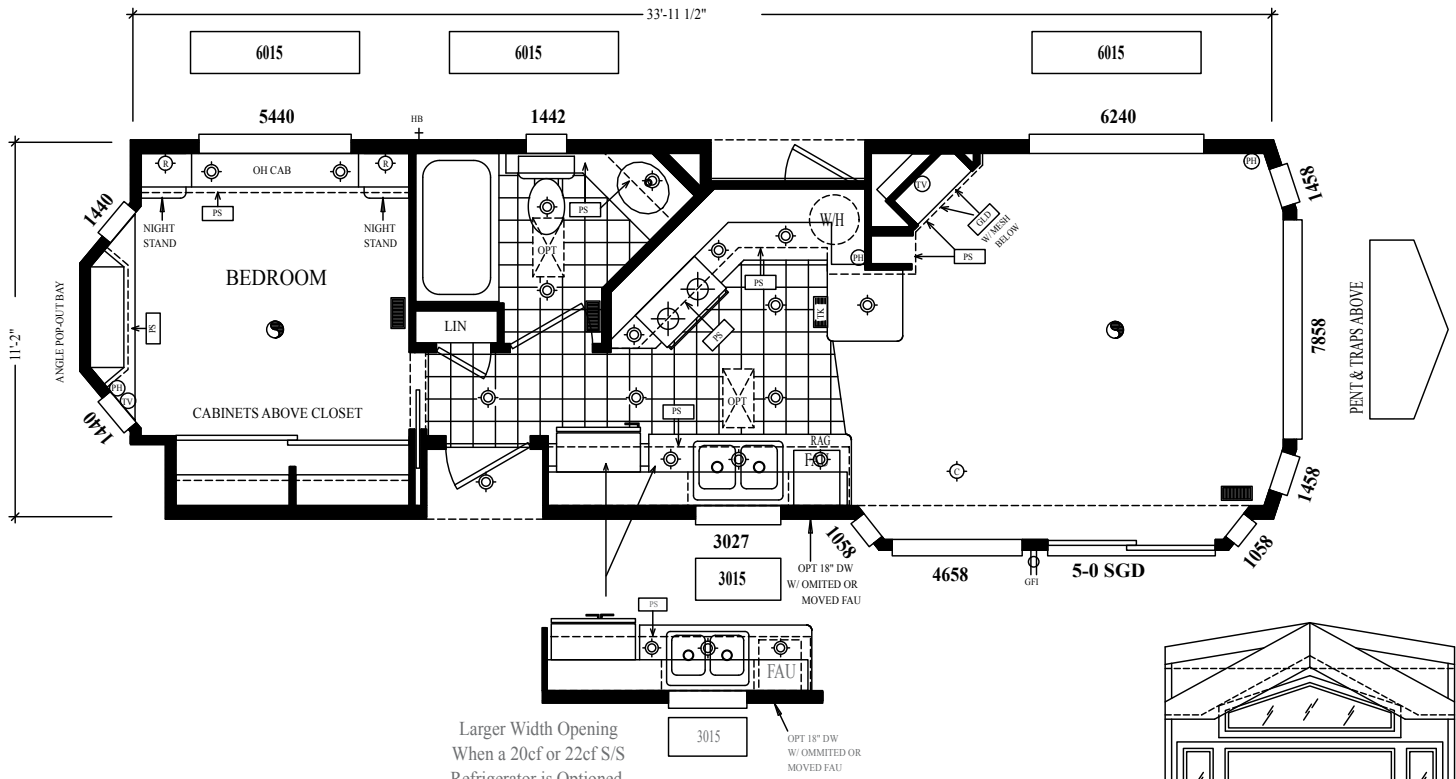 33'-11 1/2"
6015
6015
6015
5440
HB
1442
6240
11'-2"
R
OH CAB
R
PH
1458
TV
1440
PS
NIGHT
STAND
NIGHT
STAND
PS
W/H
GLD
W/ MESH
BELOW
OPT
PH
PS
PS
BEDROOM
ANGLE POP-OUT BAY
PS
LIN
TK
PS
7858
PENT & TRAPS ABOVE
PH
TV
1440
CABINETS ABOVE CLOSET
OPT
PS
RAG
FAU
C
1458
3027
1058
4658
GFI
5-0 SGD
1058
3015
OPT 18" DW
W/ OMITED OR
MOVED FAU
PS
FAU
3015
OPT 18" DW
W/ OMMITED OR
MOVED FAU
Larger Width Opening
When a 20cf or 22cf S/S
Refrigerator is Optioned